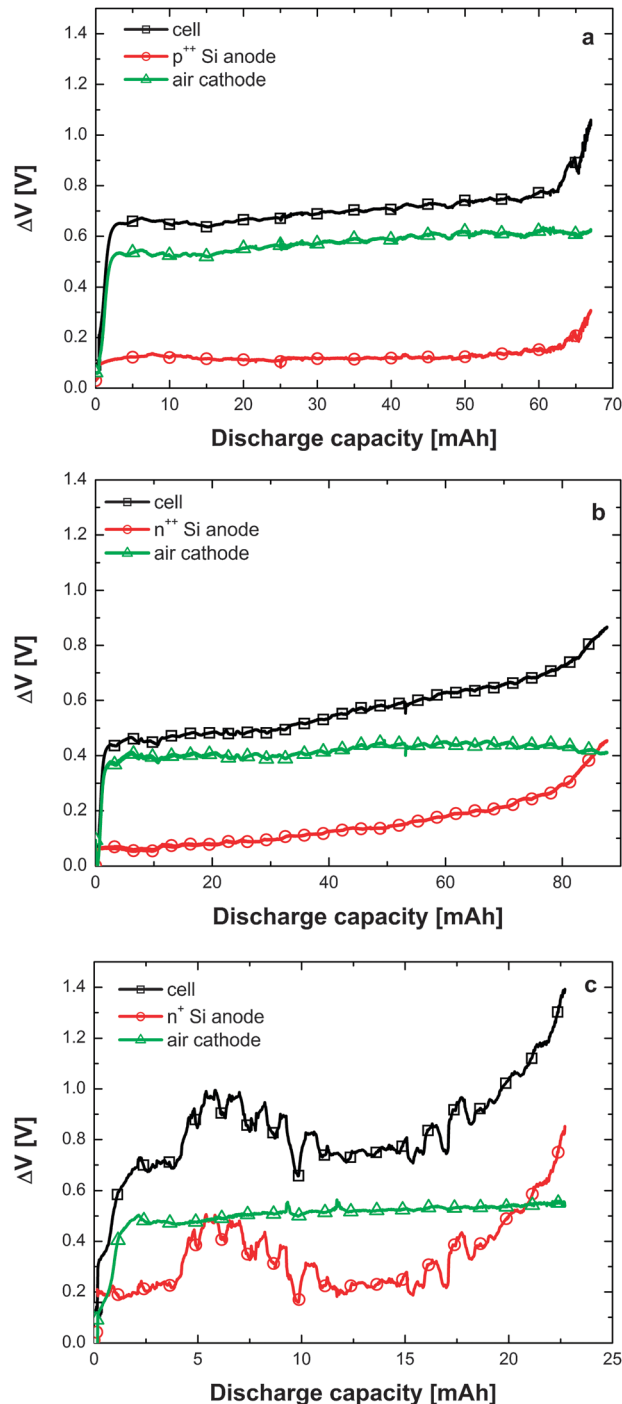 a
cell
p++ Si anode
air cathode
ΔV [V]
1.4
1.2
1.0
0.8
0.6
0.4
0.2
0.0
0 10 20 30 40 50 60 70
Discharge capacity [mAh]
b
cell
n++ Si anode
air cathode
ΔV [V]
1.4
1.2
1.0
0.8
0.6
0.4
0.2
0.0
0 20 40 60 80
Discharge capacity [mAh]
c
cell
n+ Si anode
air cathode
ΔV [V]
1.4
1.2
1.0
0.8
0.6
0.4
0.2
0.0
0 5 10 15 20 25
Discharge capacity [mAh]